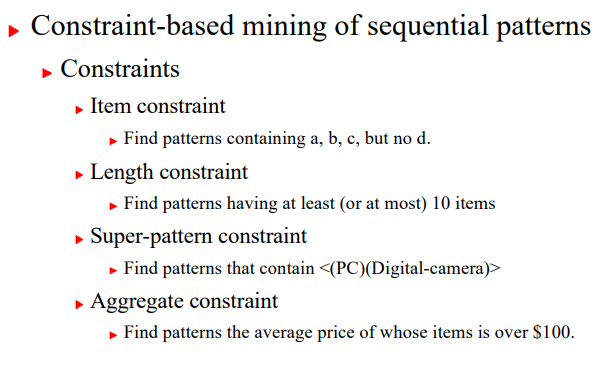 Constraint-based mining of sequential patterns
Constraints
Item constraint
Find patterns containing a, b, c, but no d.
Length constraint
Find patterns having at least (or at most) 10 items
Super-pattern constraint
Find patterns that contain <(PC)(Digital-camera)>
Aggregate constraint
Find patterns the average price of whose items is over $100.